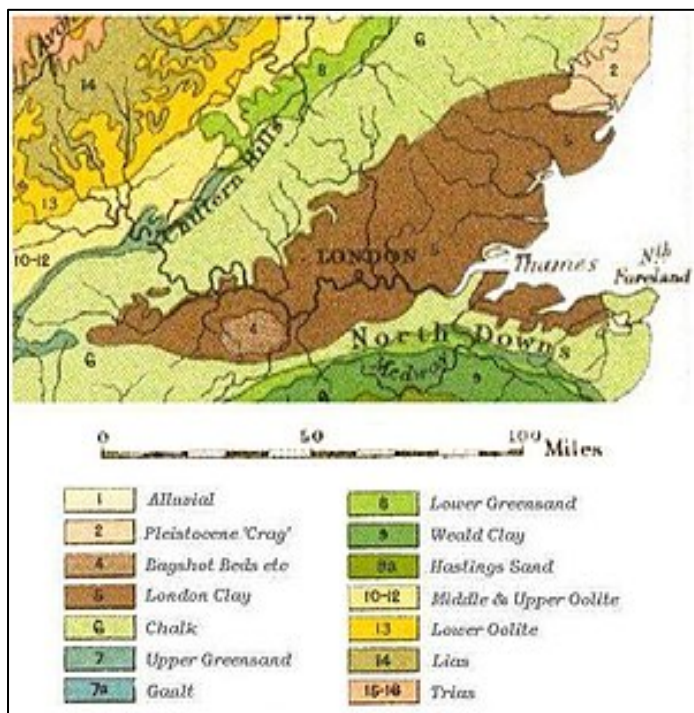 Avon
6
2
14
8
5
Chiltern Hills
13
10-12
5
LONDON
Thames
Nth Foreland
4
North Downs
6
Medway
9
0 50 100 Miles
1 Alluvial
2 Pleistocene 'Crag'
4 Bagshot Beds etc
5 London Clay
6 Chalk
7 Upper Greensand
7a Gault
8 Lower Greensand
9 Weald Clay
9a Hastings Sand
10-12 Middle & Upper Oolite
13 Lower Oolite
14 Lias
15-16 Trias